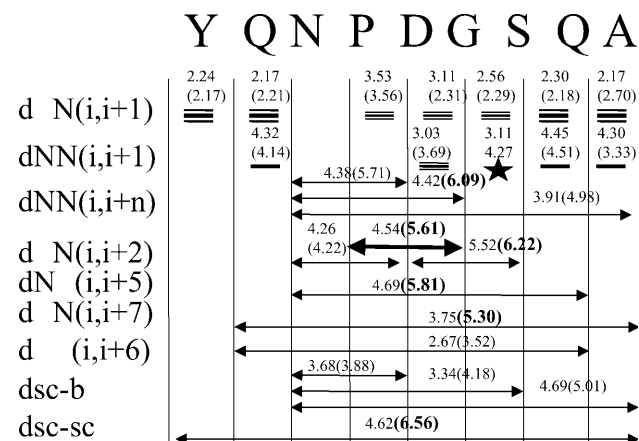 Y Q N P D G S Q A
2.24 2.17 3.53 3.11 2.56 2.30 2.17
d N(i,i+1) (2.17) (2.21) (3.56) (2.31) (2.29) (2.18) (2.70)
4.32 3.03 3.11 4.45 4.30
dNN(i,i+1) (4.14) (3.69) 4.27 (4.51) (3.33)
4.38(5.71)
4.42(6.09)
dNN(i,i+n) 3.91(4.98)
4.26 4.54(5.61)
d N(i,i+2) (4.22) 5.52(6.22)
dN (i,i+5) 4.69(5.81)
d N(i,i+7) 3.75(5.30)
d (i,i+6) 2.67(3.52)
3.68(3.88) 3.34(4.18)
dsc-b 4.69(5.01)
dsc-sc 4.62(6.56)